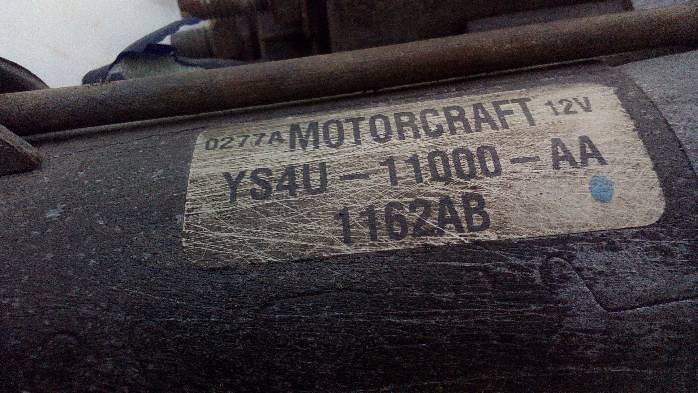 0277A MOTORCRAFT 12V
YS4U-11000-AA
1162AB